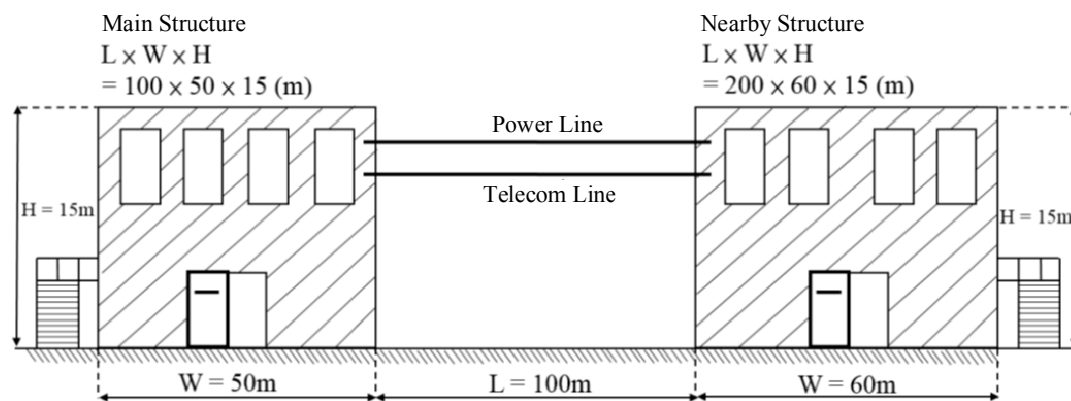 Main Structure
L × W × H
= 100 × 50 × 15 (m)
Nearby Structure
L × W × H
= 200 × 60 × 15 (m)
Power Line
Telecom Line
H = 15m
H = 15m
W = 50m
L = 100m
W = 60m